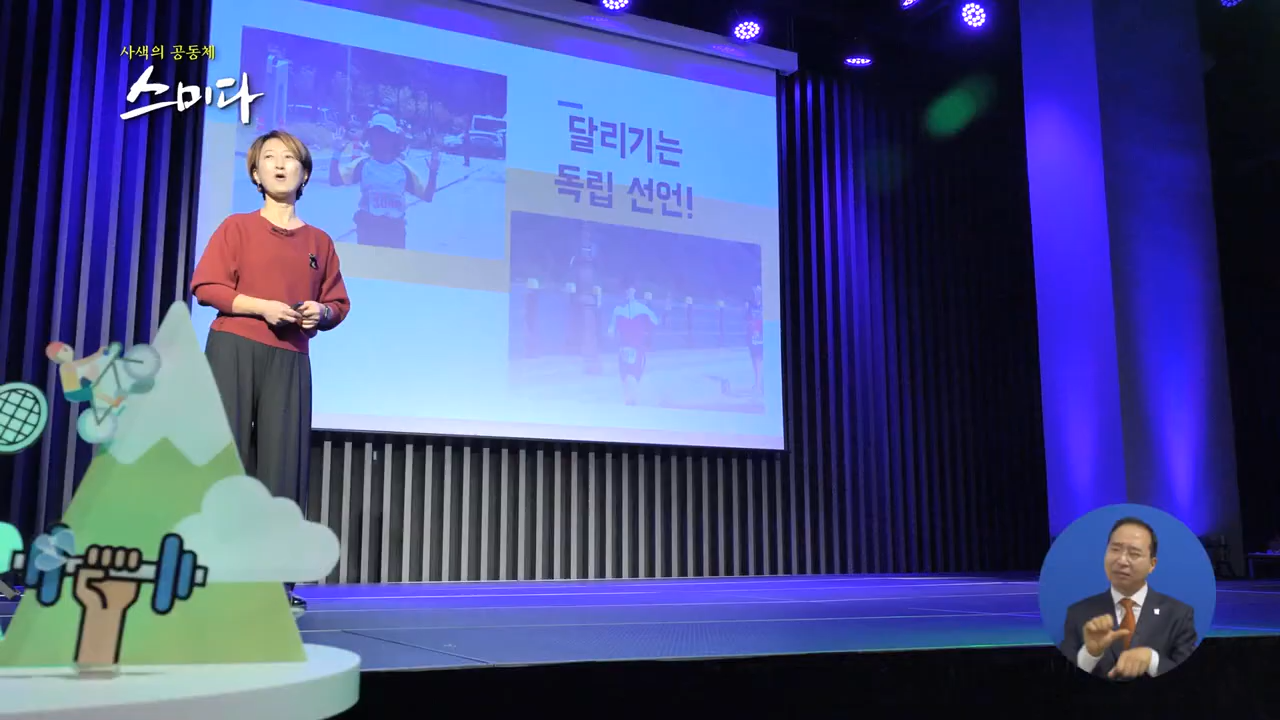 사색의 공동체
스미다
달리기는
독립 선언!